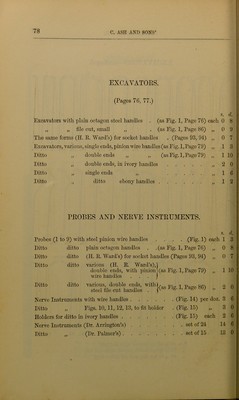 78 C. ASH AND SONS'
EXCAVATORS.
(Pages 76, 77.)
s. d.
Excavators with plain octagon steel handles . (as Fig. 1, Page 76) each 0 8
„ „ file cut, small „ . (as Fig. 1, Page 86) „ 0 9
The same forms (H. R. Ward's) for socket handles . (Pages 93, 94) „ 0 7
Excavators, various, single ends, pinion wire handles (as Fig. 1, Page 79) „ 1 3
Ditto „ double ends „ „ (as Fig. 1, Page 79) „ 1 10
Ditto „ double ends, in ivory handles . . . . . . „ 2 0
Ditto „ single ends „ . . . . . . „ 1 6
Ditto „ ditto ebony handles . . . . . . „ 1 2
PROBES AND NERVE INSTRUMENTS.
s. d.
Probes (1 to 9) with steel pinion wire handles . . . . (Fig. 1) each 1 3
Ditto ditto plain octagon handles . (as Fig. 1, Page 76) „ 0 8
Ditto ditto (H. R. Ward's) for socket handles (Pages 93, 94) „ 0 7
Ditto ditto various (H. R. Ward's),
double ends, with pinion (as Fig. 1, Page 79) „ 1 10
wire handles
Ditto ditto various, double ends, with (as Fig. 1, Page 86) „ 2 6
steel file cut handles
Nerve Instruments with wire handles . . . . . (Fig. 14) per doz. 3 6
Ditto „ Figs. 10, 11, 12, 13, to fit holder (Fig. 15) „ 3 6
Holders for ditto in ivory handles . . . . . (Fig. 15) each 3 6
Nerve Instruments (Dr. Arrington's) . . . set of 24 14 6
Ditto „ (Dr. Palmer's) . . . . . set of 15 13 6